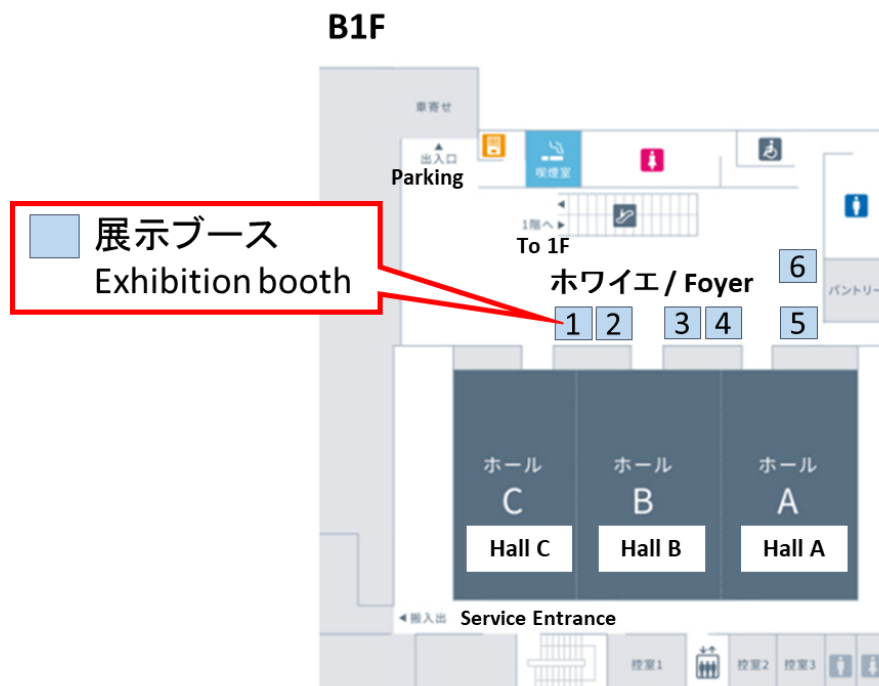 B1F
車寄せ
出入口
Parking
喫煙室
1階へ
To 1F
展示ブース
Exhibition booth
ホワイエ / Foyer
パントリー
6
1 2 3 4 5
ホール
C
Hall C
ホール
B
Hall B
ホール
A
Hall A
搬入出
Service Entrance
控室1
控室2
控室3